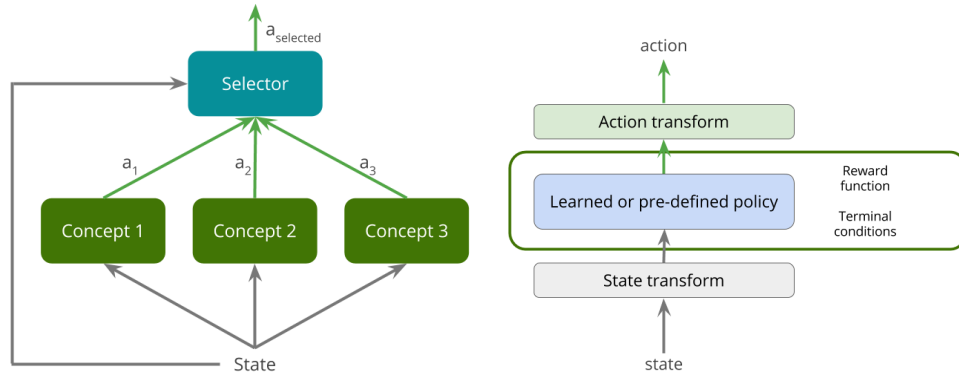 a_selected
Selector
a_1
a_2
a_3
Concept 1
Concept 2
Concept 3
State
action
Action transform
Reward
function
Learned or pre-defined policy
Terminal
conditions
State transform
state